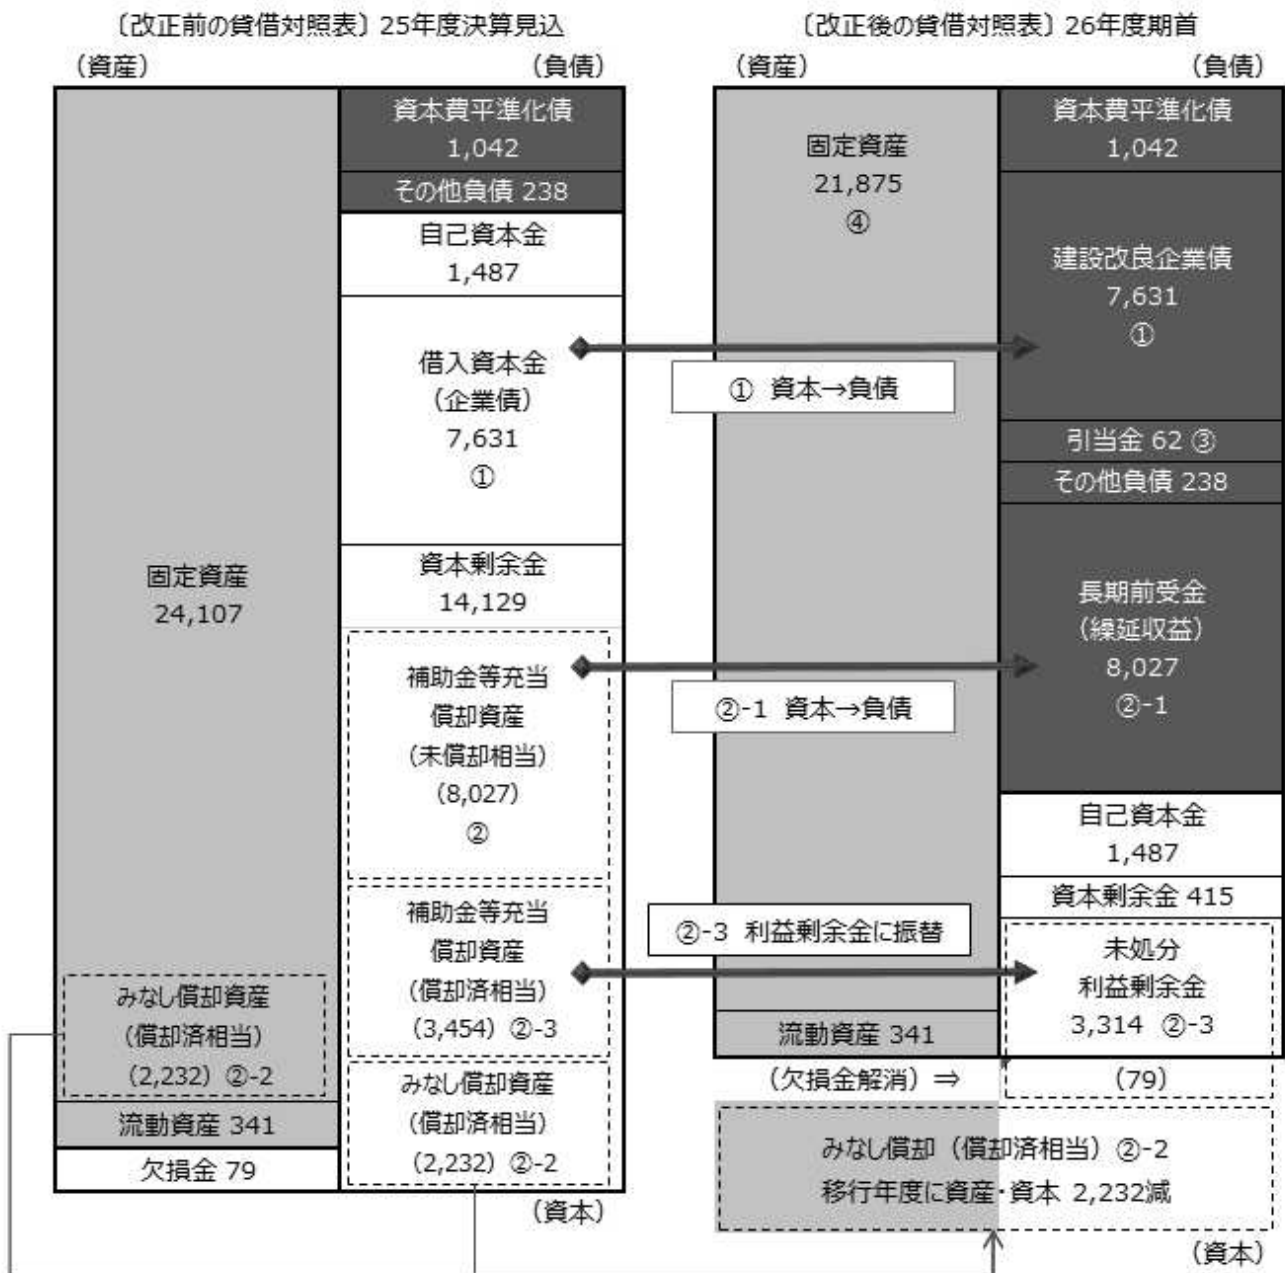 〔改正前の貸借対照表〕25年度決算見込
（資産）
（負債）
資本費平準化債
1,042
その他負債 238
自己資本金
1,487
借入資本金
（企業債）
7,631
①
資本剰余金
14,129
固定資産
24,107
補助金等充当
償却資産
（未償却相当）
（8,027）
②
補助金等充当
償却資産
（償却済相当）
（3,454）②-3
みなし償却資産
（償却済相当）
（2,232）②-2
みなし償却資産
（償却済相当）
（2,232）②-2
流動資産 341
欠損金 79
（資本）
① 資本→負債
②-1 資本→負債
②-3 利益剰余金に振替
〔改正後の貸借対照表〕26年度期首
（資産）
（負債）
固定資産
21,875
④
資本費平準化債
1,042
建設改良企業債
7,631
①
引当金 62 ③
その他負債 238
長期前受金
（繰延収益）
8,027
②-1
自己資本金
1,487
資本剰余金 415
未処分
利益剰余金
3,314 ②-3
流動資産 341
（欠損金解消）⇒
（79）
みなし償却（償却済相当）②-2
移行年度に資産・資本 2,232減
（資本）